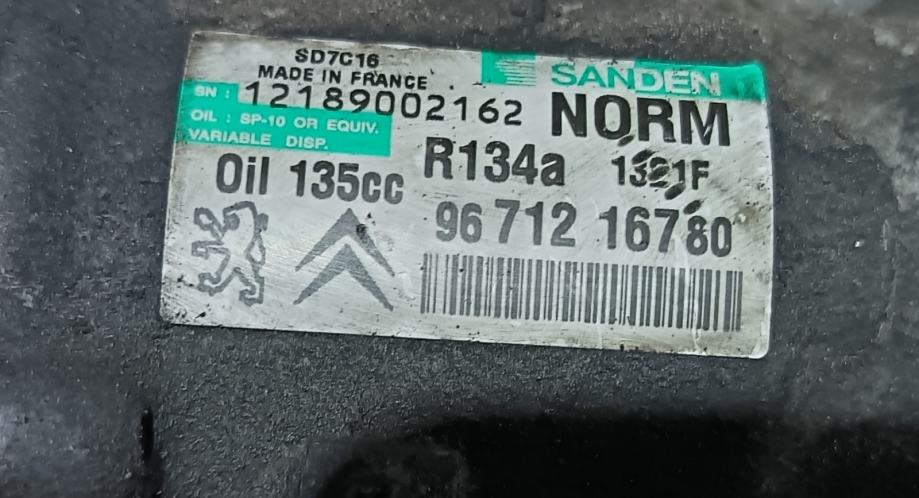 SD7C16
MADE IN FRANCE
SANDEN
SN : 12189002162
NORM
OIL : SP-10 OR EQUIV.
VARIABLE DISP.
R134a
1321F
Oil 135cc
96 712 16780